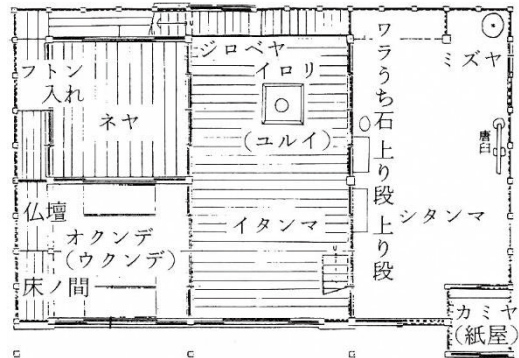 フトン
入れ
ネヤ
仏壇
オクンデ
(ウクンデ)
床ノ間
ジロベヤ
イロリ
(ユルイ)
イタンマ
ワラうち石
上り段
上り段
ミズヤ
唐臼
シタンマ
カミヤ
(紙屋)